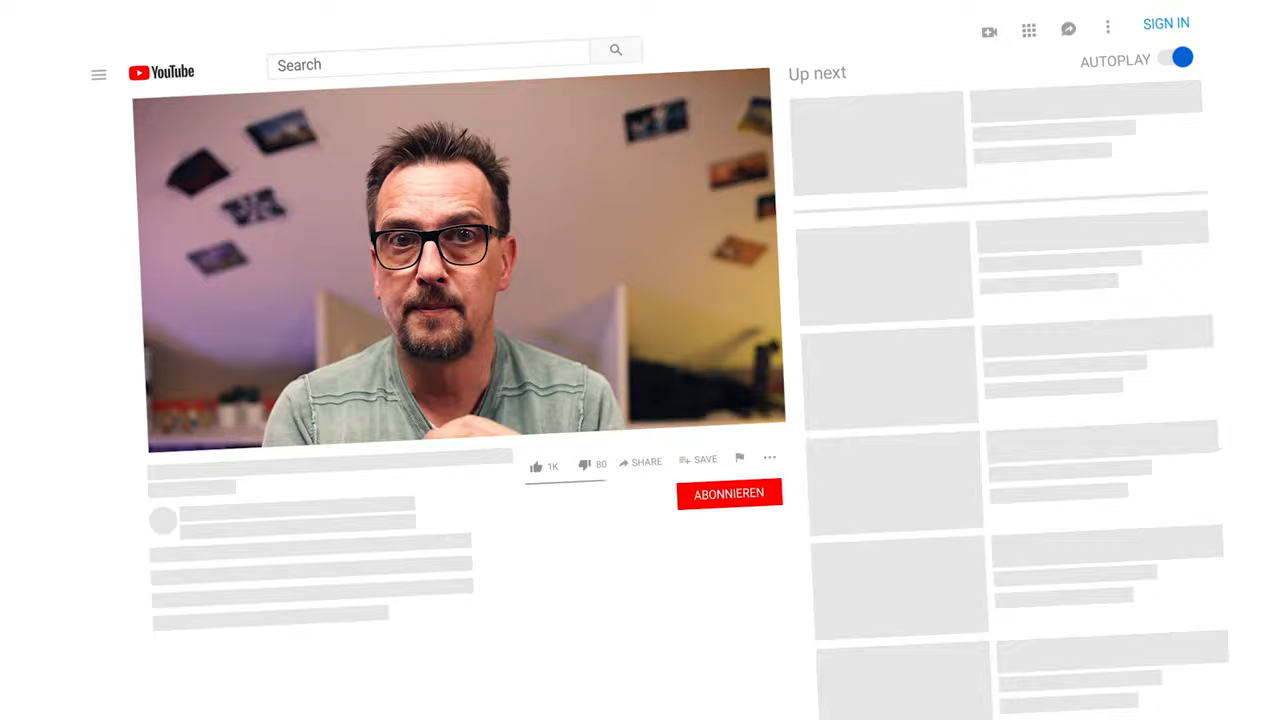 SIGN IN
YouTube
Search
Up next
AUTOPLAY
1K
80
SHARE
SAVE
ABONNIEREN